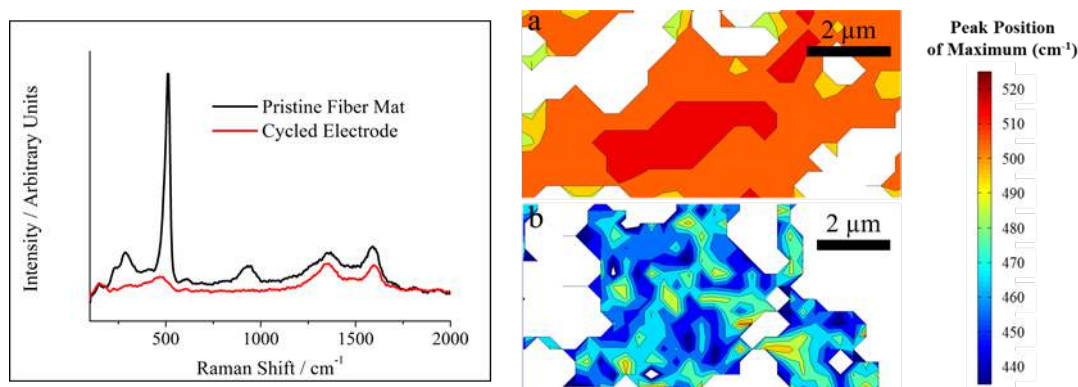 Intensity / Arbitrary Units
Pristine Fiber Mat
Cycled Electrode
0
500
1000
1500
2000
Raman Shift / cm⁻¹
a
2 µm
b
2 µm
Peak Position
of Maximum (cm⁻¹)
520
510
500
490
480
470
460
450
440